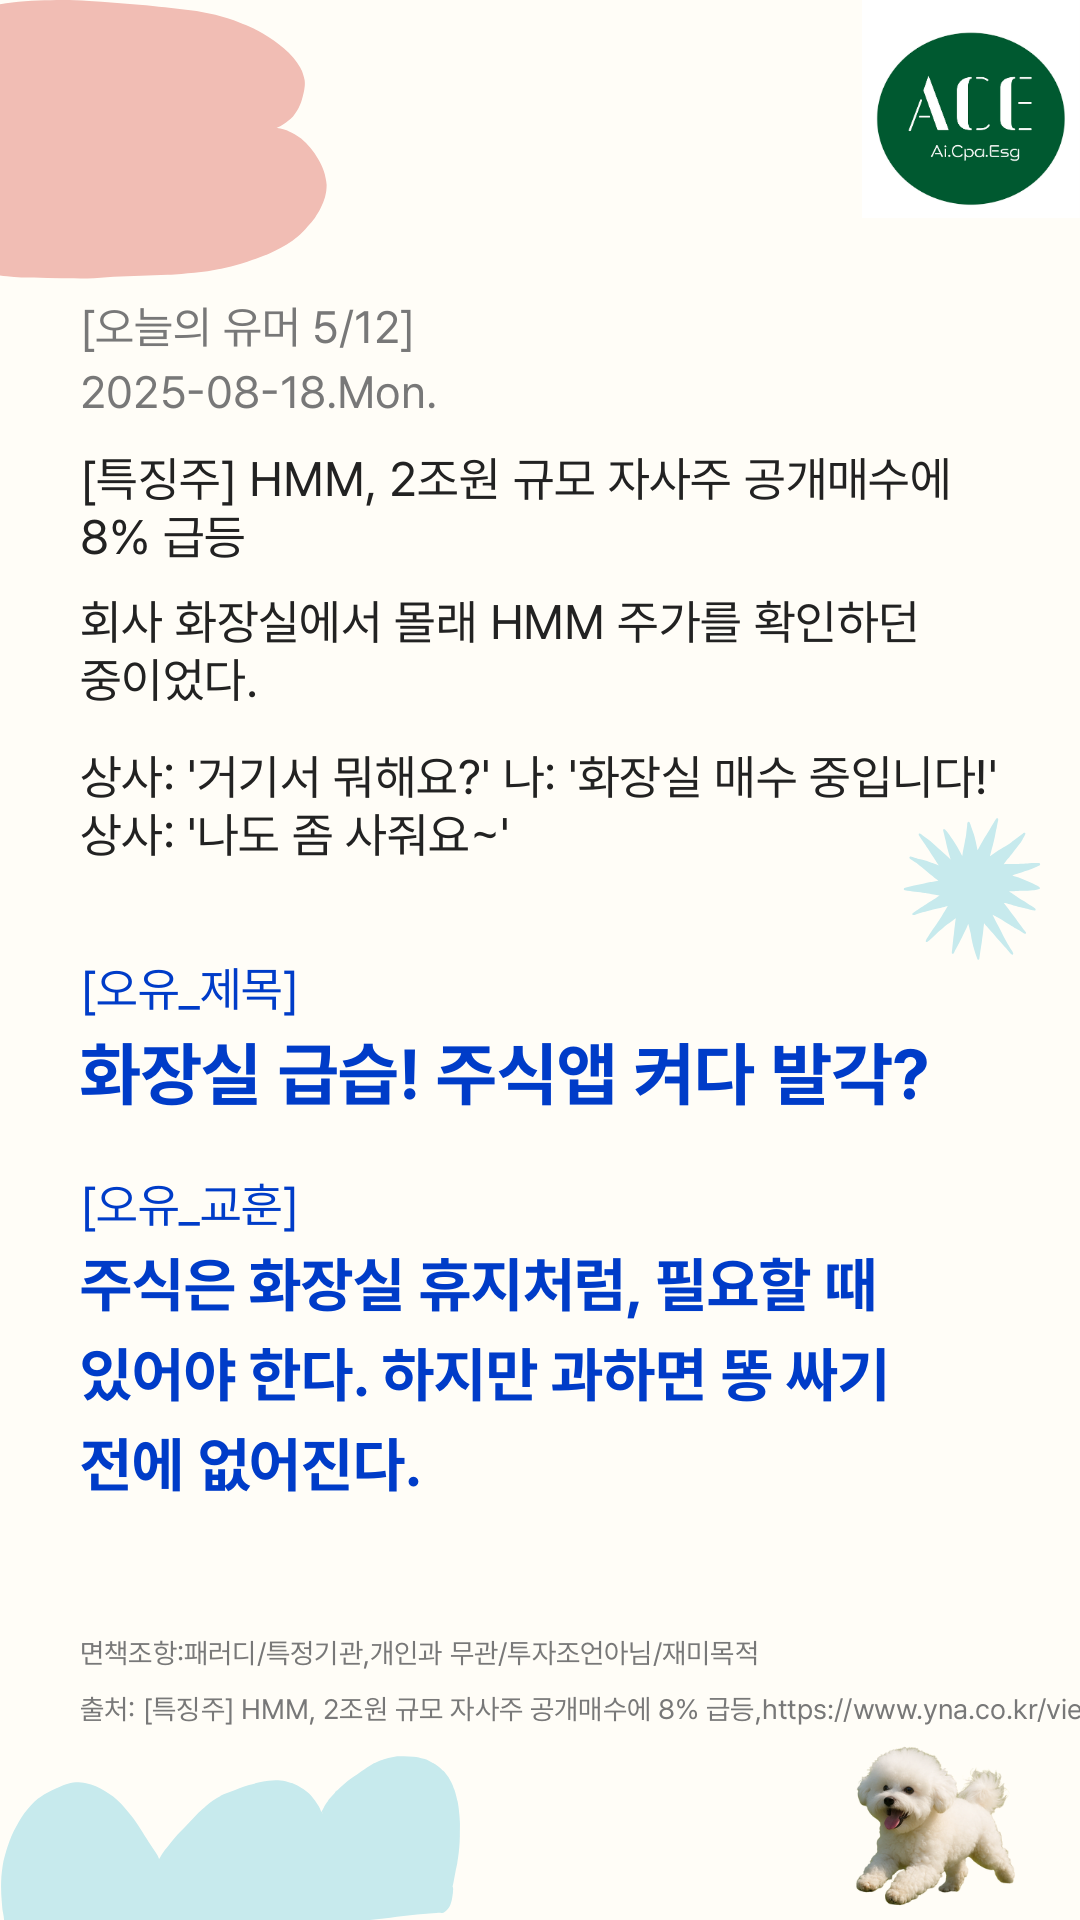 ACE
Ai.Cpa.Esg
[오늘의 유머 5/12]
2025-08-18.Mon.
[특징주] HMM, 2조원 규모 자사주 공개매수에
8% 급등
회사 화장실에서 몰래 HMM 주가를 확인하던
중이었다.
상사: '거기서 뭐해요?' 나: '화장실 매수 중입니다!'
상사: '나도 좀 사줘요~'
[오유_제목]
화장실 급습! 주식앱 켜다 발각?
[오유_교훈]
주식은 화장실 휴지처럼, 필요할 때
있어야 한다. 하지만 과하면 똥 싸기
전에 없어진다.
면책조항:패러디/특정기관,개인과 무관/투자조언아님/재미목적
출처: [특징주] HMM, 2조원 규모 자사주 공개매수에 8% 급등,https://www.yna.co.kr/vie